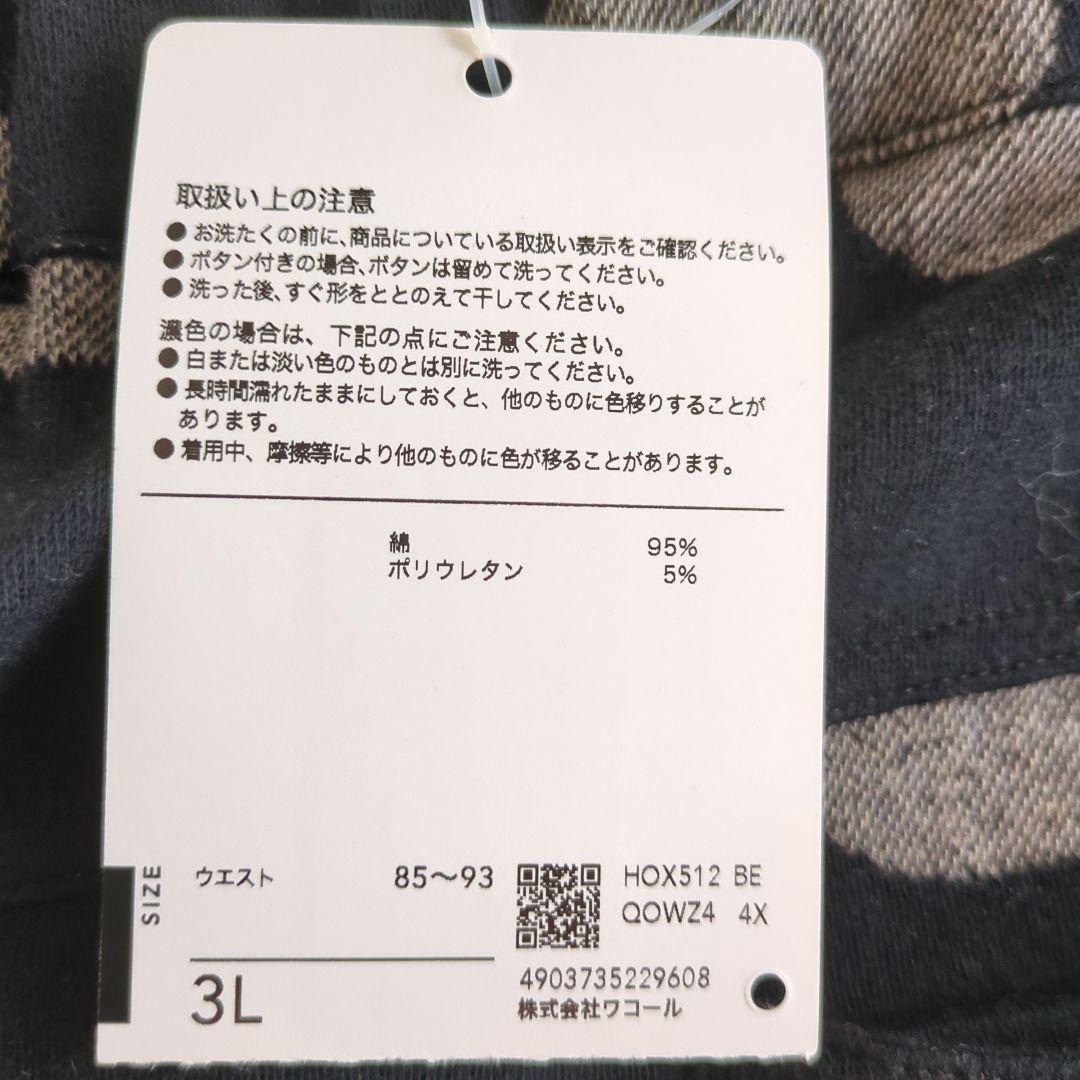 取扱い上の注意
● お洗たくの前に、商品についている取扱い表示をご確認ください。
● ボタン付きの場合、ボタンは留めて洗ってください。
● 洗った後、すぐ形をととのえて干してください。
濃色の場合は、下記の点にご注意ください。
● 白または淡い色のものとは別に洗ってください。
● 長時間濡れたままにしておくと、他のものに色移りすることが
あります。
● 着用中、摩擦等により他のものに色が移ることがあります。
綿 95%
ポリウレタン 5%
SIZE
ウエスト 85〜93
3L
HOX512 BE
QOWZ4 4X
4903735229608
株式会社ワコール